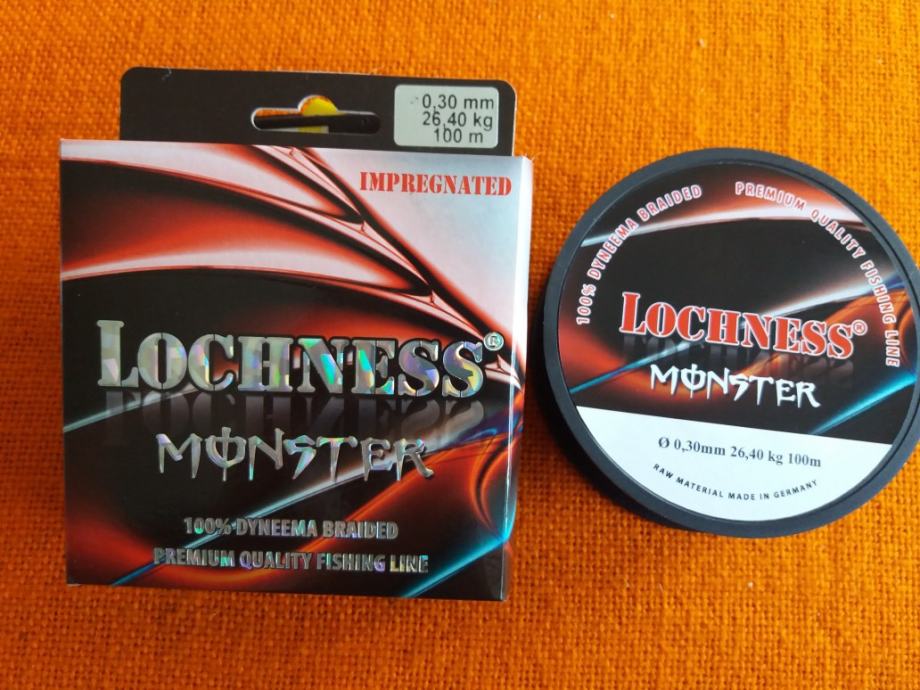 0,30 mm
26,40 kg
100 m
IMPREGNATED
LOCHNESS®
MONSTER
100% DYNEEMA BRAIDED
PREMIUM QUALITY FISHING LINE
100% DYNEEMA BRAIDED PREMIUM QUALITY FISHING LINE
LOCHNESS®
MONSTER
Ø 0,30mm 26,40 kg 100m
RAW MATERIAL MADE IN GERMANY